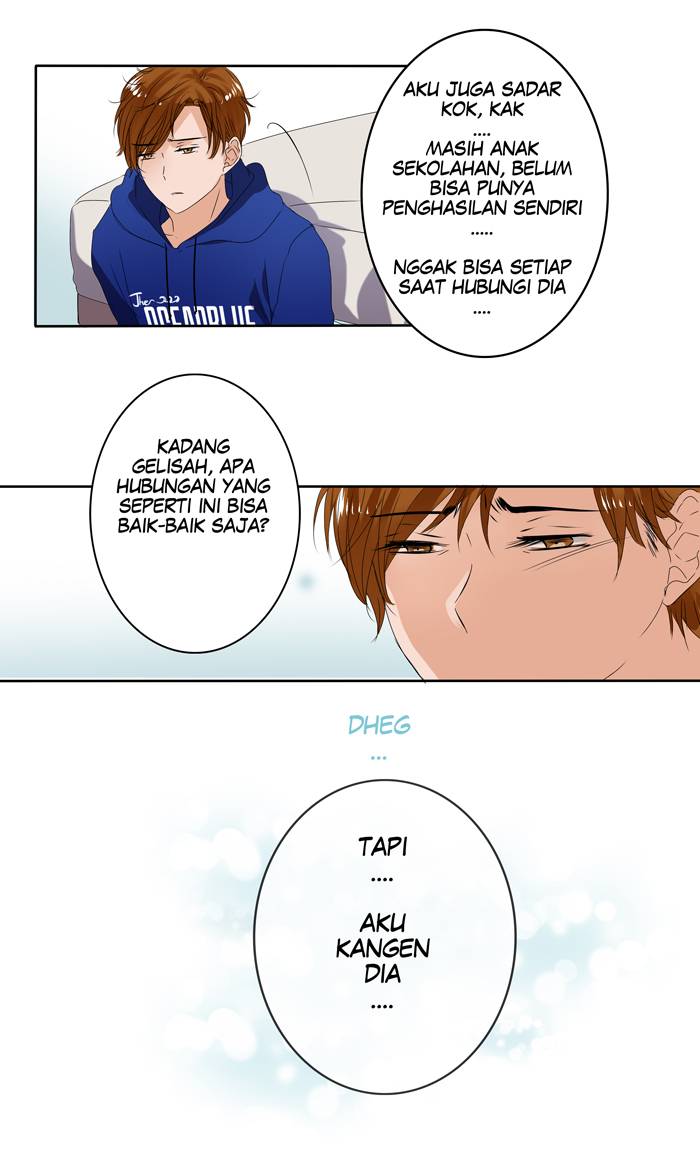 AKU JUGA SADAR
KOK, KAK
....
MASIH ANAK
SEKOLAHAN, BELUM
BISA PUNYA
PENGHASILAN SENDIRI
.....
NGGAK BISA SETIAP
SAAT HUBUNGI DIA
....
KADANG
GELISAH, APA
HUBUNGAN YANG
SEPERTI INI BISA
BAIK-BAIK SAJA?
DHEG
...
TAPI
....
AKU
KANGEN
DIA
....